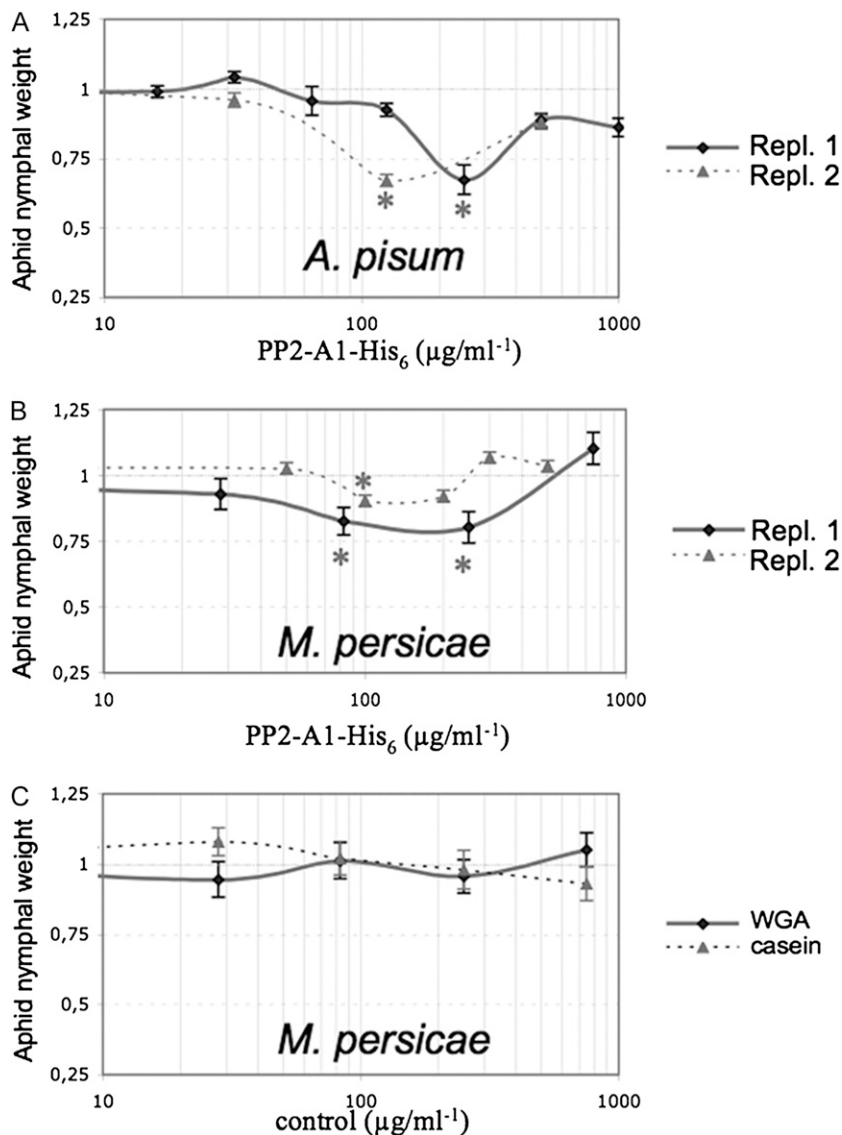 A
Aphid nymphal weight
1,25
1
0,75
0,5
0,25
*
*
A. pisum
10
100
1000
PP2-A1-His6 (µg/ml-1)
Repl. 1
Repl. 2
B
Aphid nymphal weight
1,25
1
0,75
0,5
0,25
*
*
*
M. persicae
10
100
1000
PP2-A1-His6 (µg/ml-1)
Repl. 1
Repl. 2
C
Aphid nymphal weight
1,25
1
0,75
0,5
0,25
M. persicae
10
100
1000
control (µg/ml-1)
WGA
casein